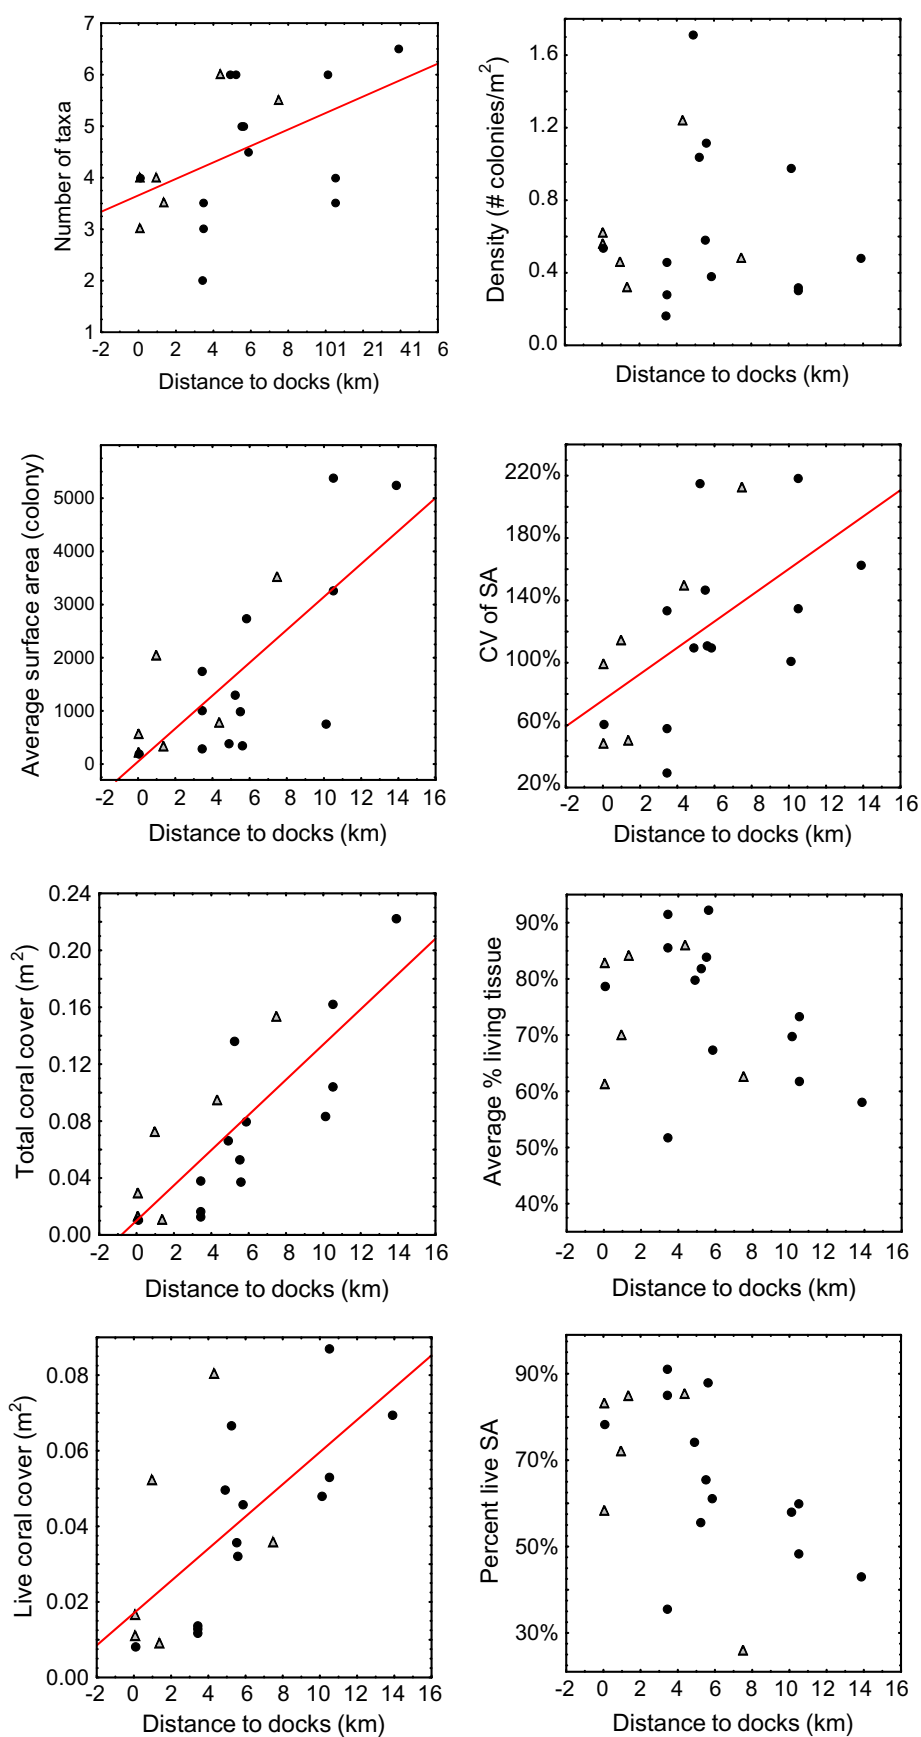 7
6
5
4
3
2
1
Number of taxa
-2 0 2 4 6 8 101 21 41 6
Distance to docks (km)
1.6
1.2
0.8
0.4
0.0
Density (# colonies/m²)
Distance to docks (km)
5000
4000
3000
2000
1000
0
Average surface area (colony)
-2 0 2 4 6 8 10 12 14 16
Distance to docks (km)
220%
180%
140%
100%
60%
20%
CV of SA
-2 0 2 4 6 8 10 12 14 16
Distance to docks (km)
0.24
0.20
0.16
0.12
0.08
0.04
0.00
Total coral cover (m²)
-2 0 2 4 6 8 10 12 14 16
Distance to docks (km)
90%
80%
70%
60%
50%
40%
Average % living tissue
-2 0 2 4 6 8 10 12 14 16
Distance to docks (km)
0.08
0.06
0.04
0.02
0.00
Live coral cover (m²)
-2 0 2 4 6 8 10 12 14 16
Distance to docks (km)
90%
70%
50%
30%
Percent live SA
-2 0 2 4 6 8 10 12 14 16
Distance to docks (km)